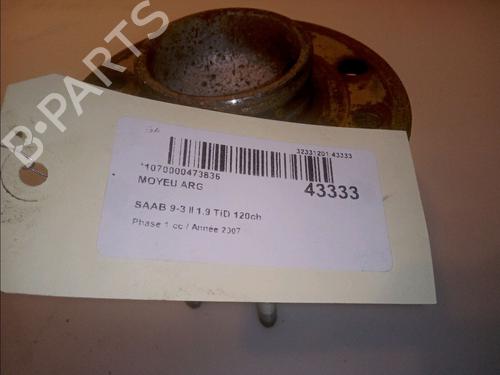 B-PARTS
32331201 43333
*1070000473836
MOYEU ARG
43333
SAAB 9-3 II 1.9 TiD 120ch
Phase 1 cc / Année 2007